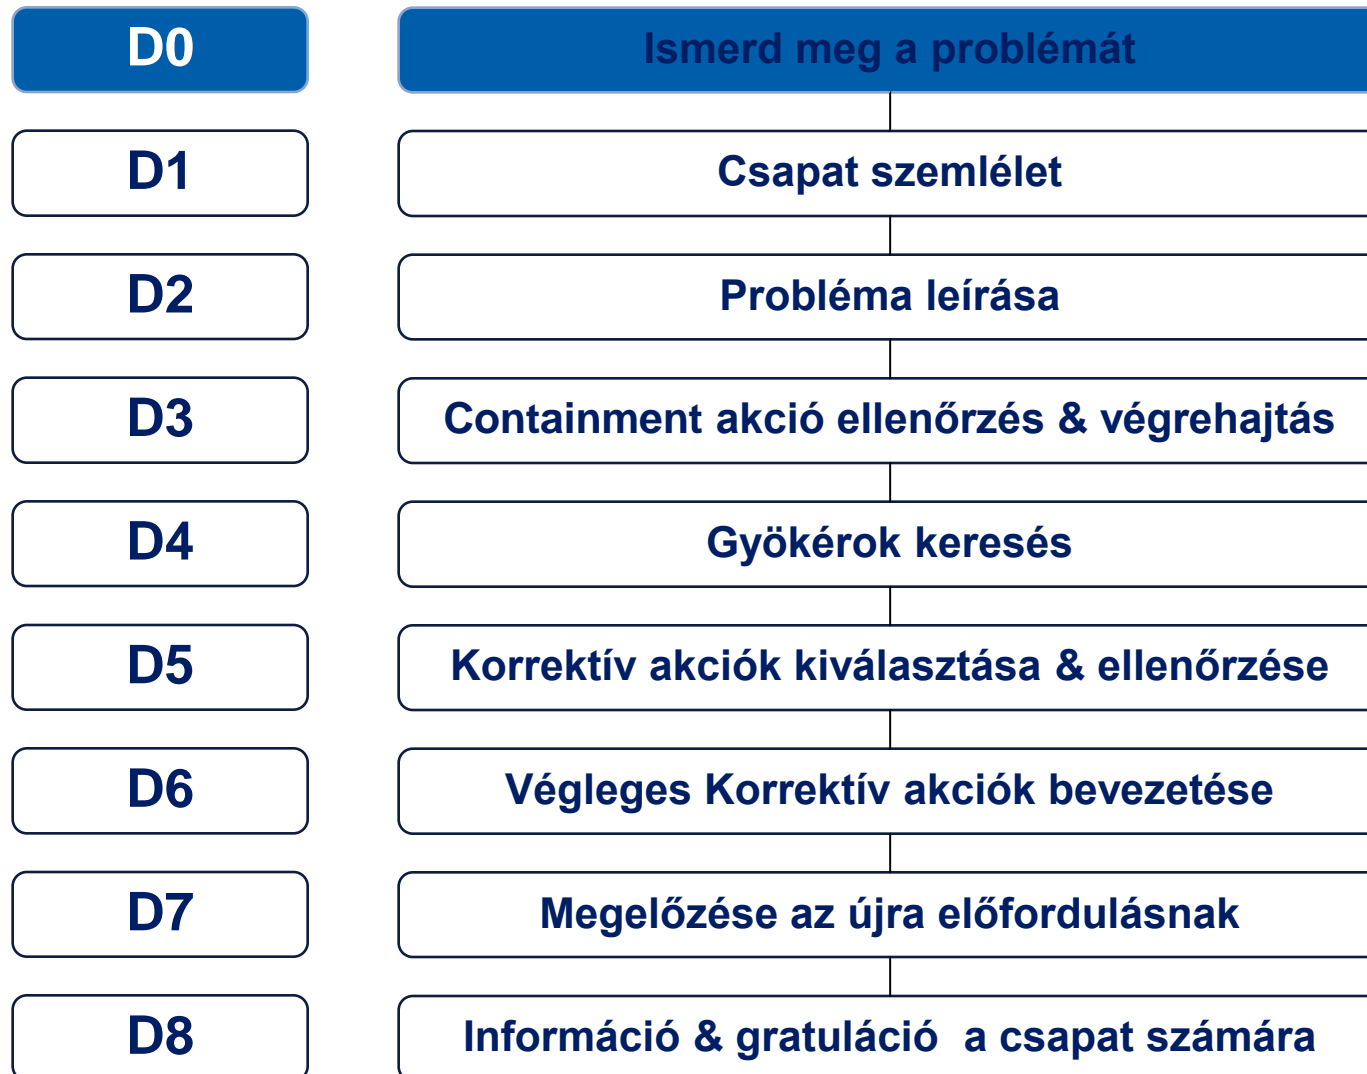 D0 Ismerd meg a problémát
D1 Csapat szemlélet
D2 Probléma leírása
D3 Containment akció ellenőrzés & végrehajtás
D4 Gyökérok keresés
D5 Korrektív akciók kiválasztása & ellenőrzése
D6 Végleges Korrektív akciók bevezetése
D7 Megelőzése az újra előfordulásnak
D8 Információ & gratuláció a csapat számára